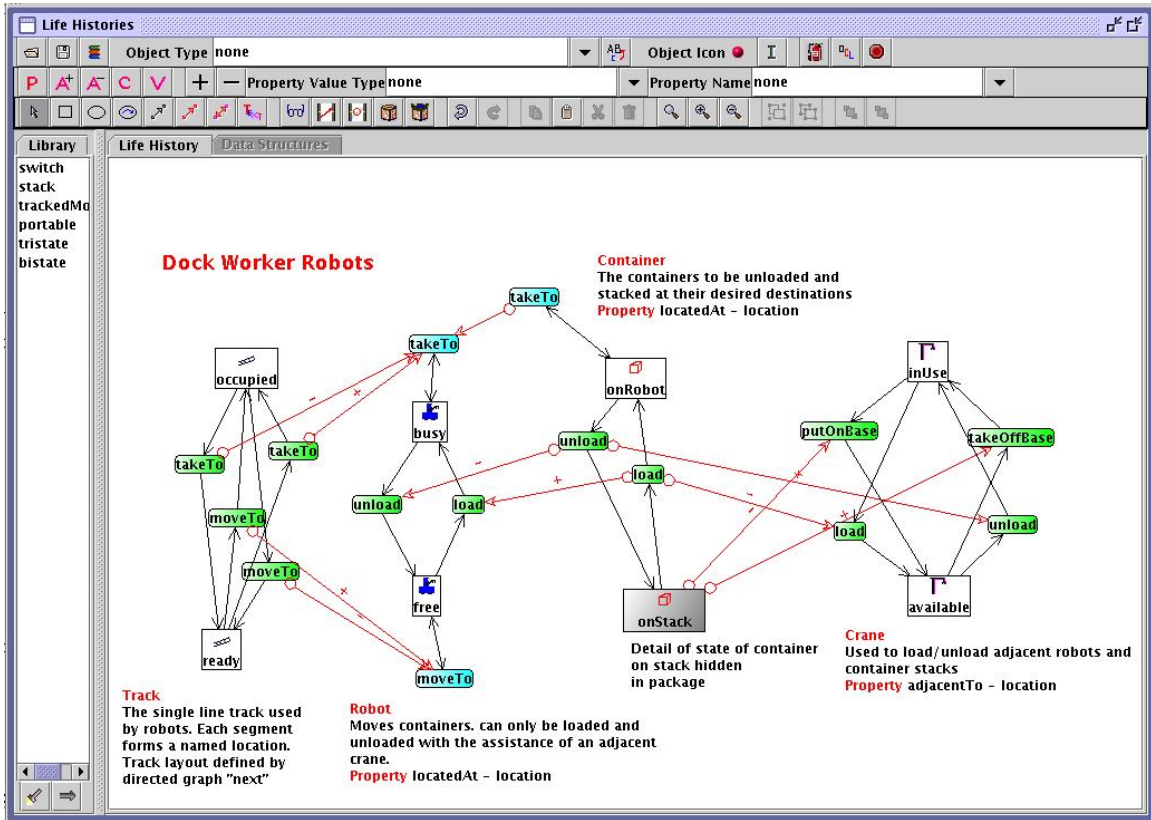 Life Histories
Object Type none
Object Icon
I
P A+ A- C V + - Property Value Type none
Property Name none
Text
Library
Life History
Data Structures
switch
stack
trackedMo
portable
tristate
bistate
Dock Worker Robots
Container
The containers to be unloaded and
stacked at their desired destinations
Property locatedAt - location
takeTo
takeTo
occupied
onRobot
inUse
busy
-
+
takeTo
takeTo
unload
putOnBase
takeOffBase
-
+
load
+
-
-
+
unload
load
moveTo
load
unload
moveTo
+
-
free
onStack
available
ready
moveTo
Detail of state of container
on stack hidden
in package
Crane
Used to load/unload adjacent robots and
container stacks
Property adjacentTo - location
Track
The single line track used
by robots. Each segment
forms a named location.
Track layout defined by
directed graph "next"
Robot
Moves containers. can only be loaded and
unloaded with the assistance of an adjacent
crane.
Property locatedAt - location